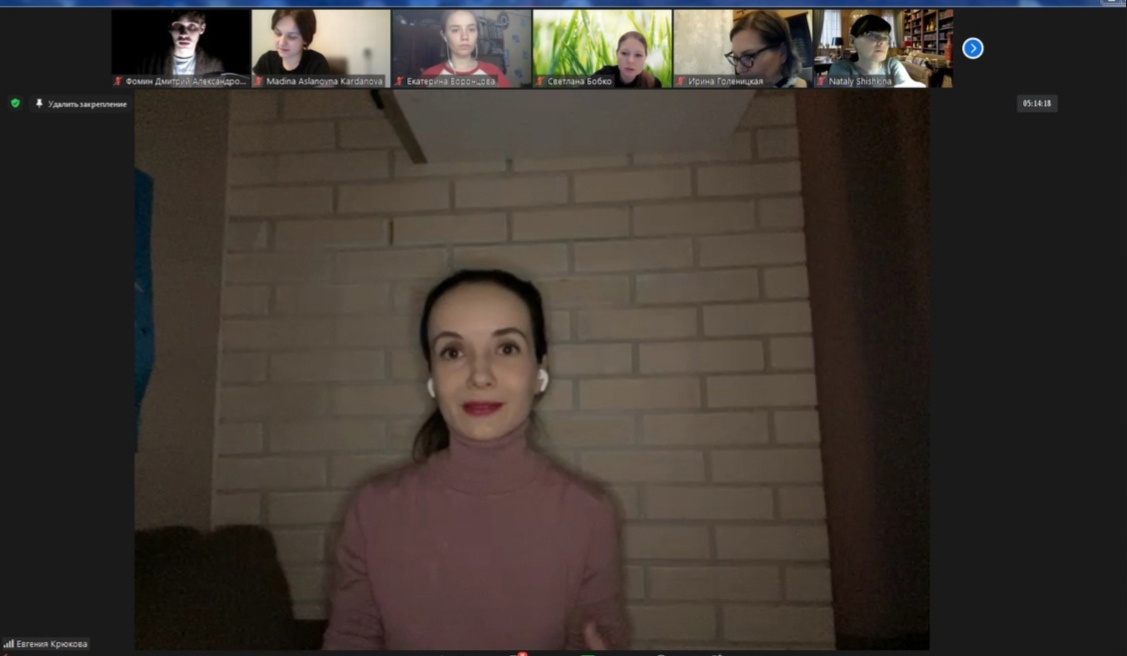 Фомин Дмитрий Александро...
Madina Aslangvna Kardanova
Екатерина Воронцова
Светлана Бобко
Ирина Голеницкая
Nataly Shishkina
Удалить закрепление
05:14:18
Евгения Крюкова